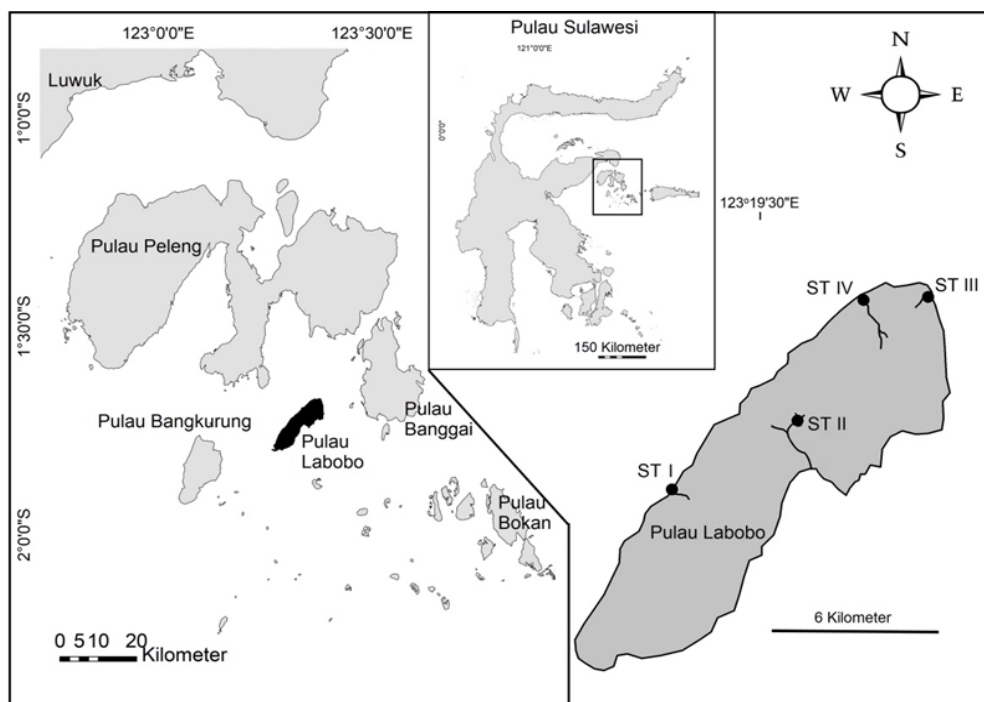 123°0'0"E
123°30'0"E
Luwuk
1°0'0"S
Pulau Peleng
1°30'0"S
Pulau Bangkurung
Pulau
Labobo
Pulau
Banggai
Pulau
Bokan
2°0'0"S
0 5 10 20
Kilometer
Pulau Sulawesi
121°0'0"E
0°0'0"
150 Kilometer
N
W
E
S
123°19'30"E
ST IV
ST III
ST II
ST I
Pulau Labobo
6 Kilometer